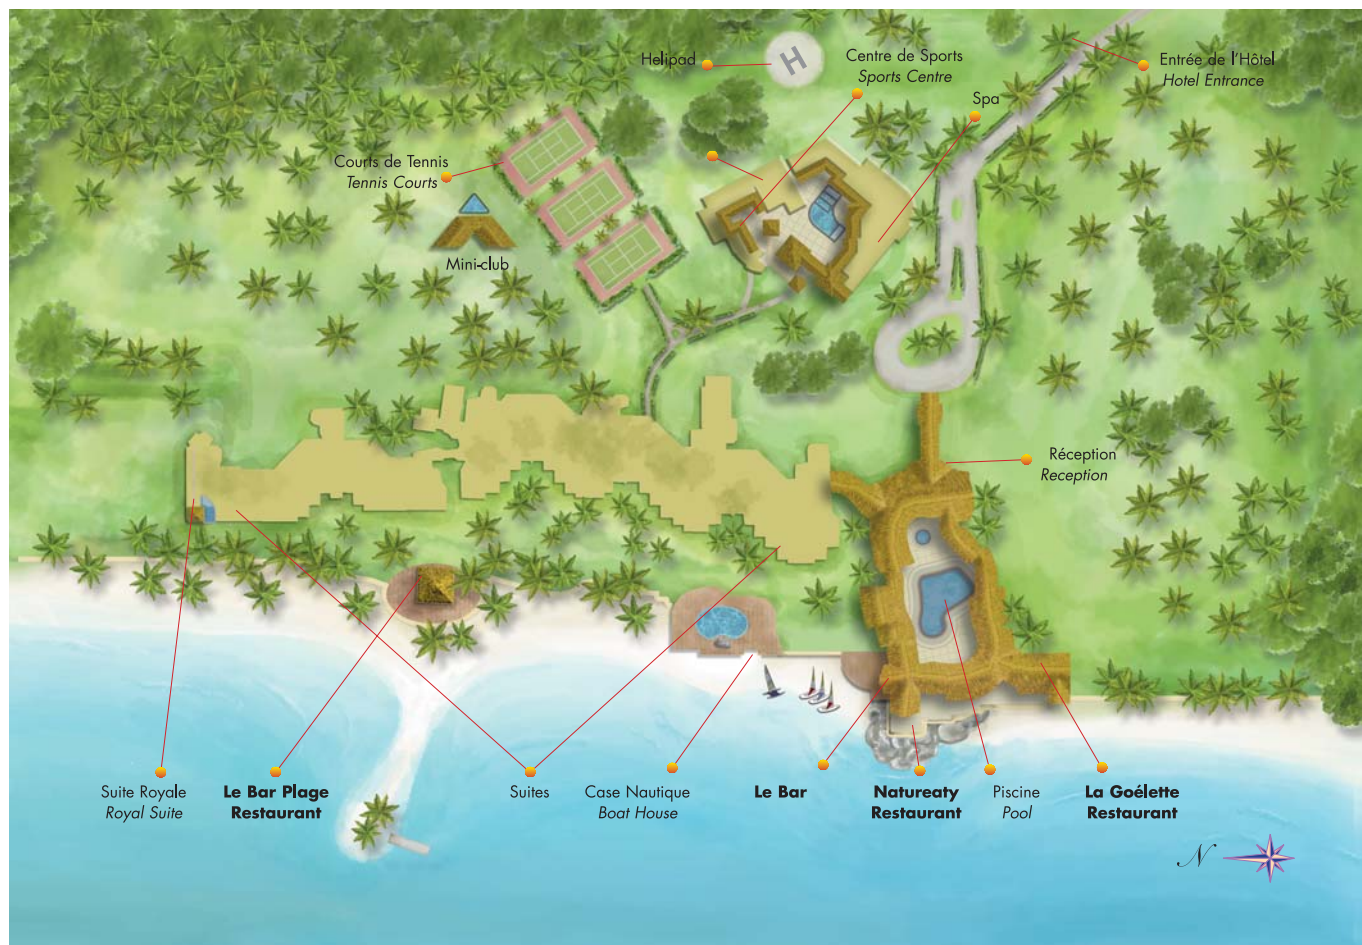 Helipad
H
Centre de Sports
Sports Centre
Entrée de l'Hôtel
Hotel Entrance
Spa
Courts de Tennis
Tennis Courts
Mini-club
Réception
Reception
Suite Royale
Royal Suite
Le Bar Plage
Restaurant
Suites
Case Nautique
Boat House
Le Bar
Natureaty
Restaurant
Piscine
Pool
La Goélette
Restaurant
N